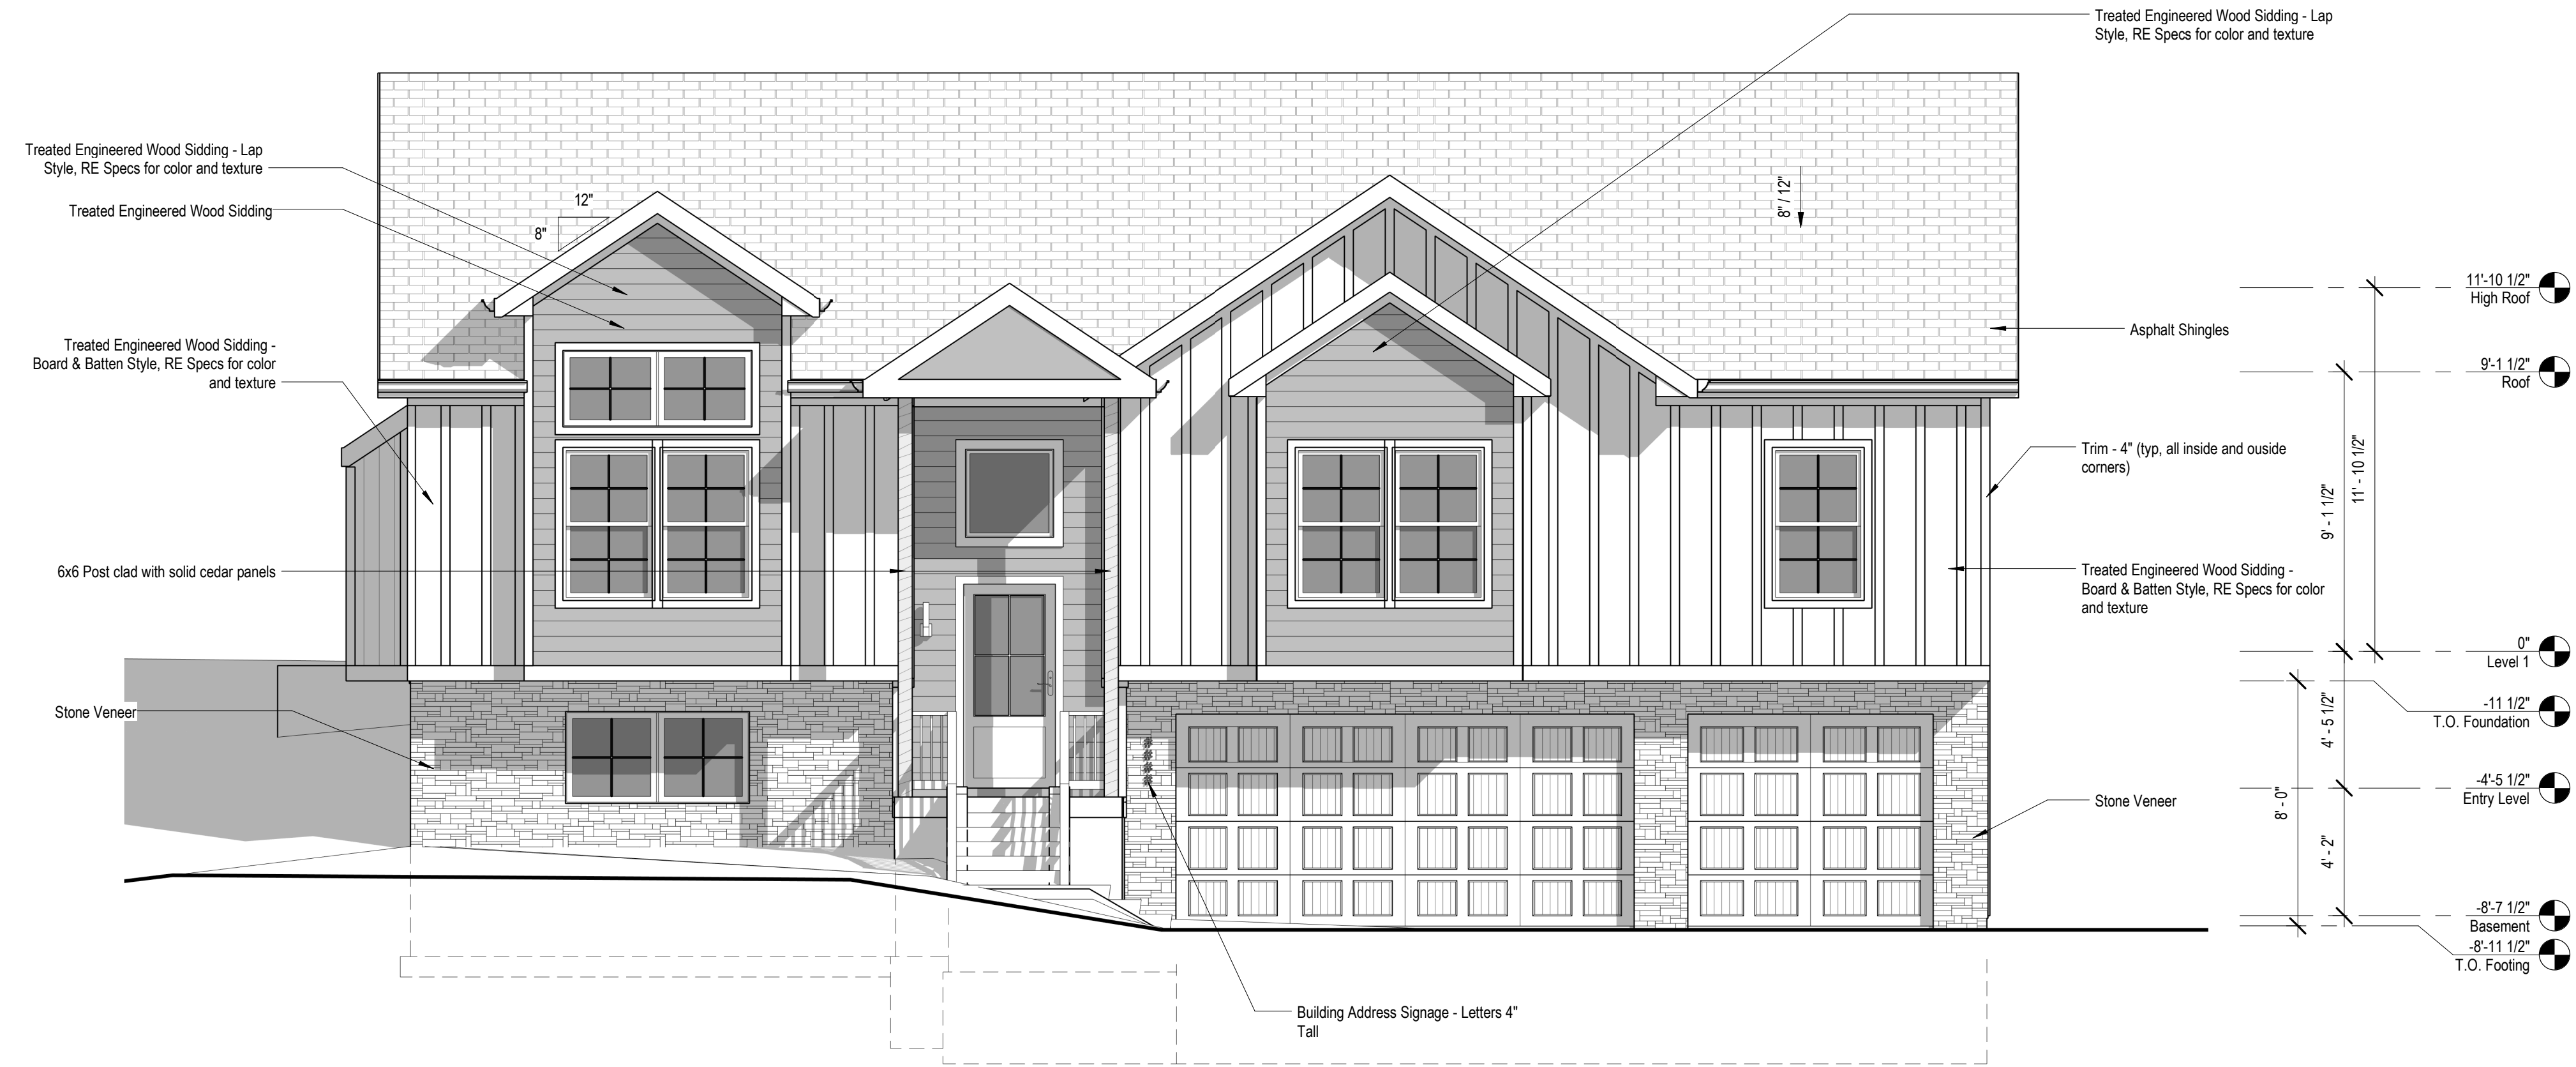 Treated Engineered Wood Sidding - Lap
Style, RE Specs for color and texture
Treated Engineered Wood Sidding - Lap
Style, RE Specs for color and texture
Treated Engineered Wood Sidding
12"
8"
8" / 12"
Treated Engineered Wood Sidding -
Board & Batten Style, RE Specs for color
and texture
6x6 Post clad with solid cedar panels
Stone Veneer
Asphalt Shingles
Trim - 4" (typ, all inside and ouside
corners)
Treated Engineered Wood Sidding -
Board & Batten Style, RE Specs for color
and texture
Stone Veneer
Building Address Signage - Letters 4"
Tall
9' - 1 1/2"
11' - 10 1/2"
4' - 5 1/2"
8' - 0"
4' - 2"
11'-10 1/2"
High Roof
9'-1 1/2"
Roof
0"
Level 1
-11 1/2"
T.O. Foundation
-4'-5 1/2"
Entry Level
-8'-7 1/2"
Basement
-8'-11 1/2"
T.O. Footing